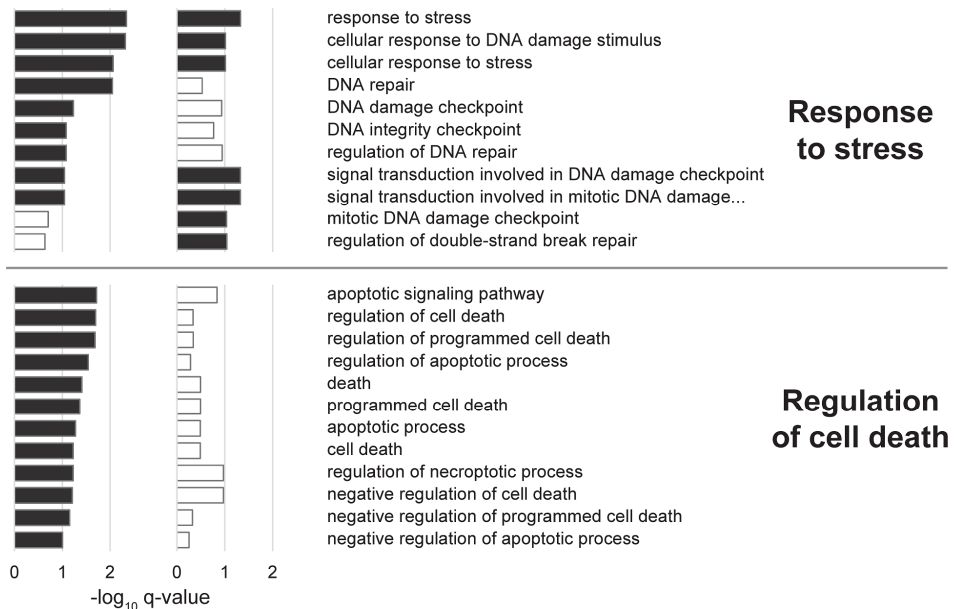 response to stress
cellular response to DNA damage stimulus
cellular response to stress
DNA repair
DNA damage checkpoint
DNA integrity checkpoint
regulation of DNA repair
signal transduction involved in DNA damage checkpoint
signal transduction involved in mitotic DNA damage...
mitotic DNA damage checkpoint
regulation of double-strand break repair
Response
to stress
apoptotic signaling pathway
regulation of cell death
regulation of programmed cell death
regulation of apoptotic process
death
programmed cell death
apoptotic process
cell death
regulation of necroptotic process
negative regulation of cell death
negative regulation of programmed cell death
negative regulation of apoptotic process
Regulation
of cell death
0 1 2 0 1 2
-log10 q-value